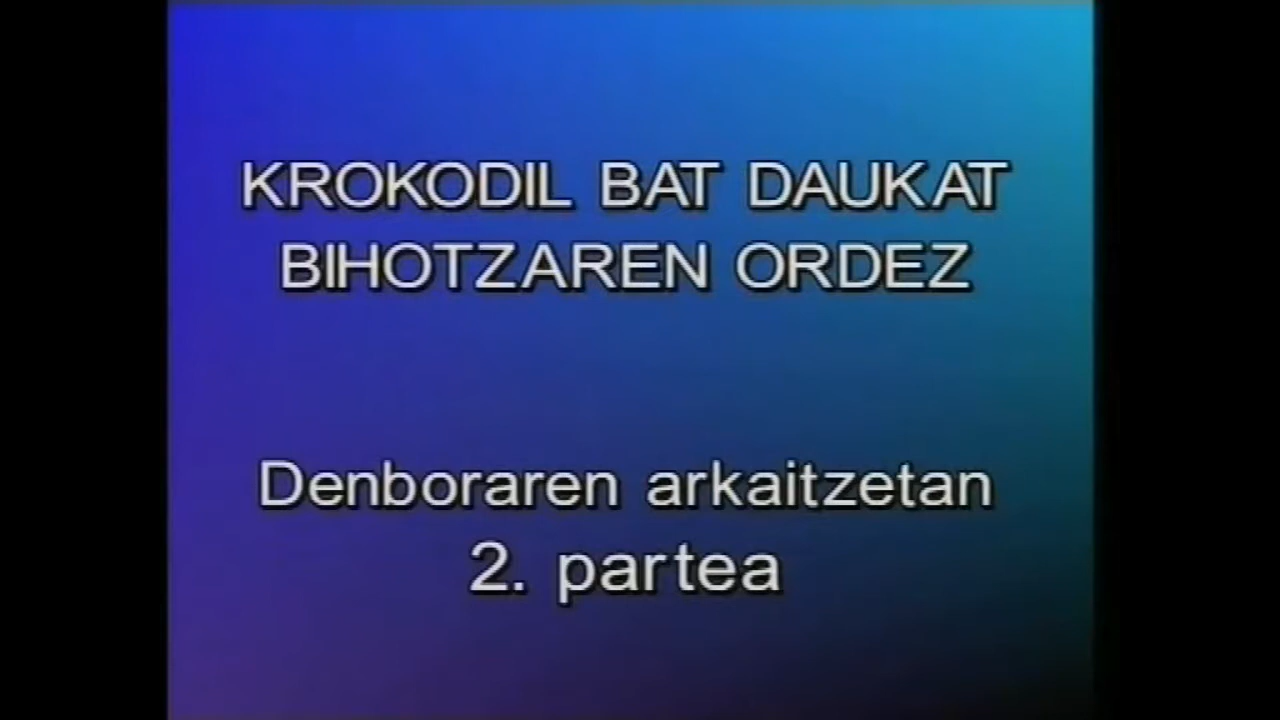 KROKODIL BAT DAUKAT
BIHOTZAREN ORDEZ
Denboraren arkaitzetan
2. partea